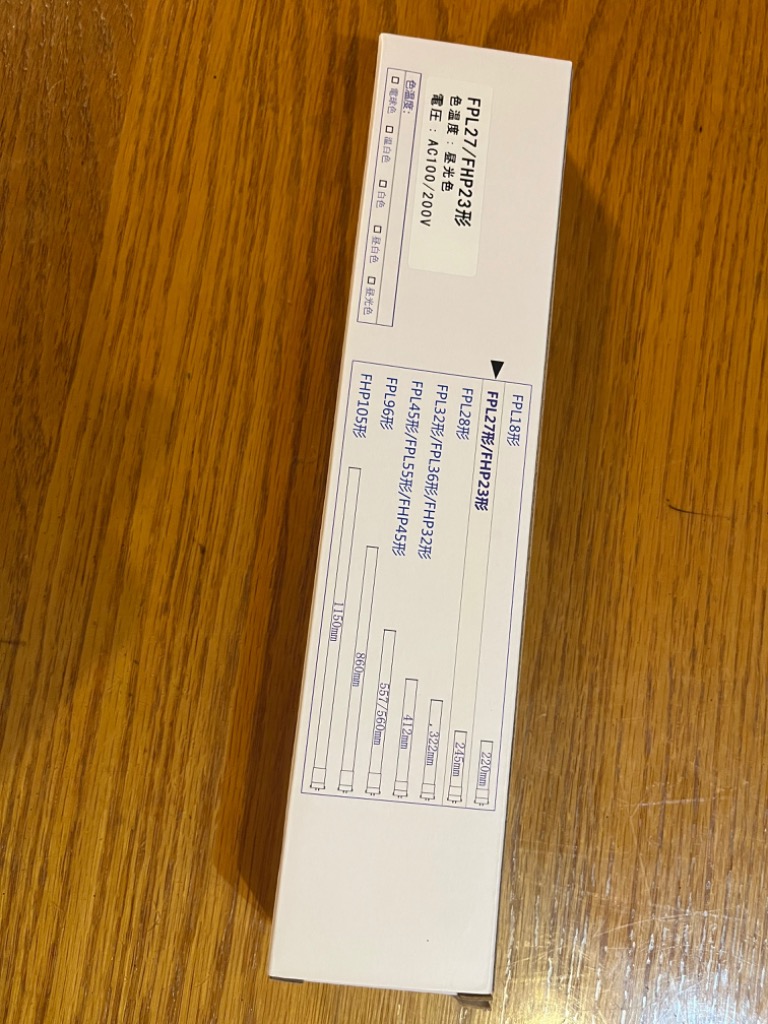 FPL27/FHP23形
色温度：昼光色
電圧：AC100/200V
色温度:
□ 電球色 □ 温白色 □ 白色 □ 昼白色 □ 昼光色
FPL18形 220mm
▶ FPL27形/FHP23形 245mm
FPL28形 322mm
FPL32形/FPL36形/FHP32形 412mm
FPL45形/FPL55形/FHP45形 557/560mm
FPL96形 860mm
FHP105形 1150mm